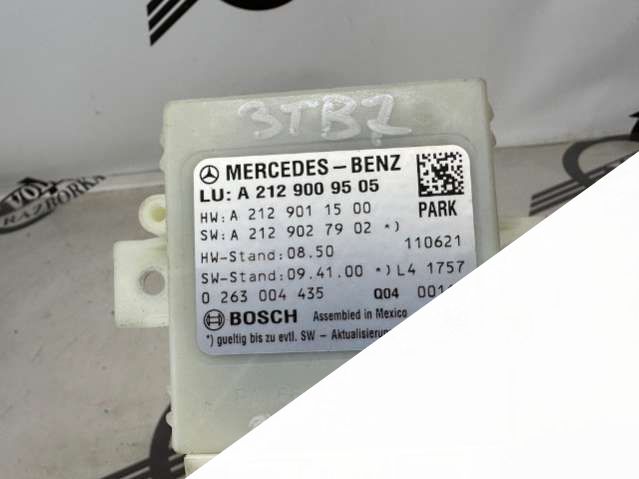 3TBZ
MERCEDES-BENZ
LU: A 212 900 95 05
HW: A 212 901 15 00
PARK
SW: A 212 902 79 02 *)
HW-Stand: 08.50
110621
SW-Stand: 09.41.00 *) L4 1757
0 263 004 435 Q04
BOSCH Assembled in Mexico
*) gueltig bis zu evtl. SW - Aktualisierung
RAZBORKA